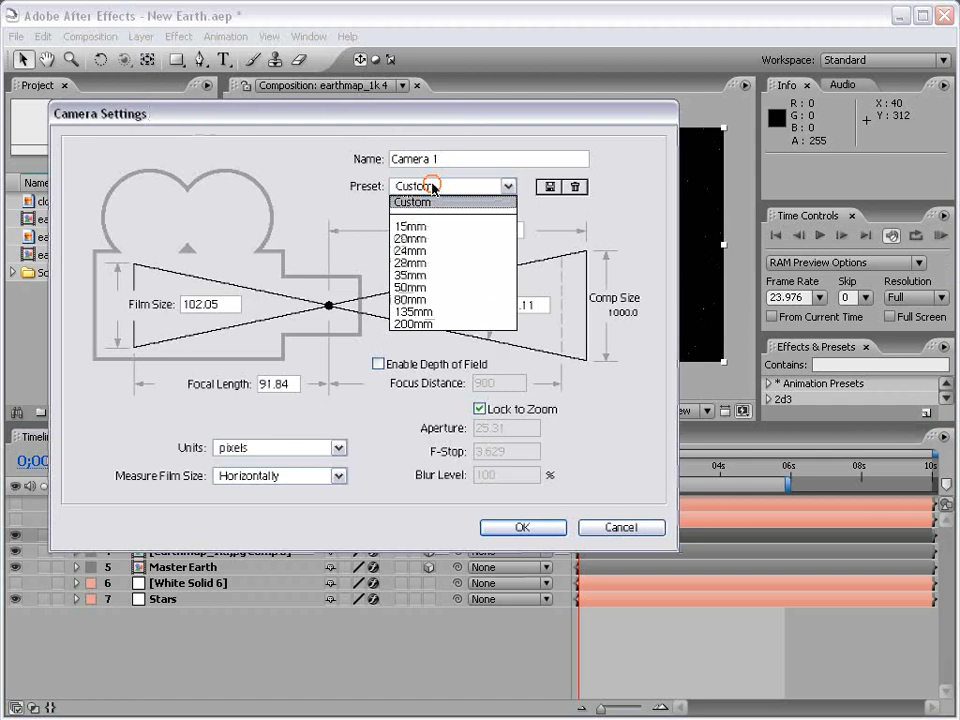 Adobe After Effects - New Earth.aep *
File Edit Composition Layer Effect Animation View Window Help
Workspace: Standard
Project × Composition: earthmap_1k 4 × Info × Audio
R : 0
G : 0
B : 0
A : 255
X : 40
Y : 312
Camera Settings
Name: Camera 1
Preset: Custom
Custom
15mm
20mm
24mm
28mm
35mm
50mm
80mm
135mm
200mm
Name
Film Size: 102.05
Comp Size
1000.0
Enable Depth of Field
Focal Length: 91.84
Focus Distance: 900
Lock to Zoom
Aperture: 25.31
Units: pixels
F-Stop: 3.629
Measure Film Size: Horizontally
Blur Level: 100 %
OK Cancel
Time Controls ×
RAM Preview Options
Frame Rate Skip Resolution
23.976 0 Full
From Current Time Full Screen
Effects & Presets ×
Contains:
* Animation Presets
2d3
04s 06s 08s 10s
5 Master Earth None
6 [White Solid 6] None
7 Stars None